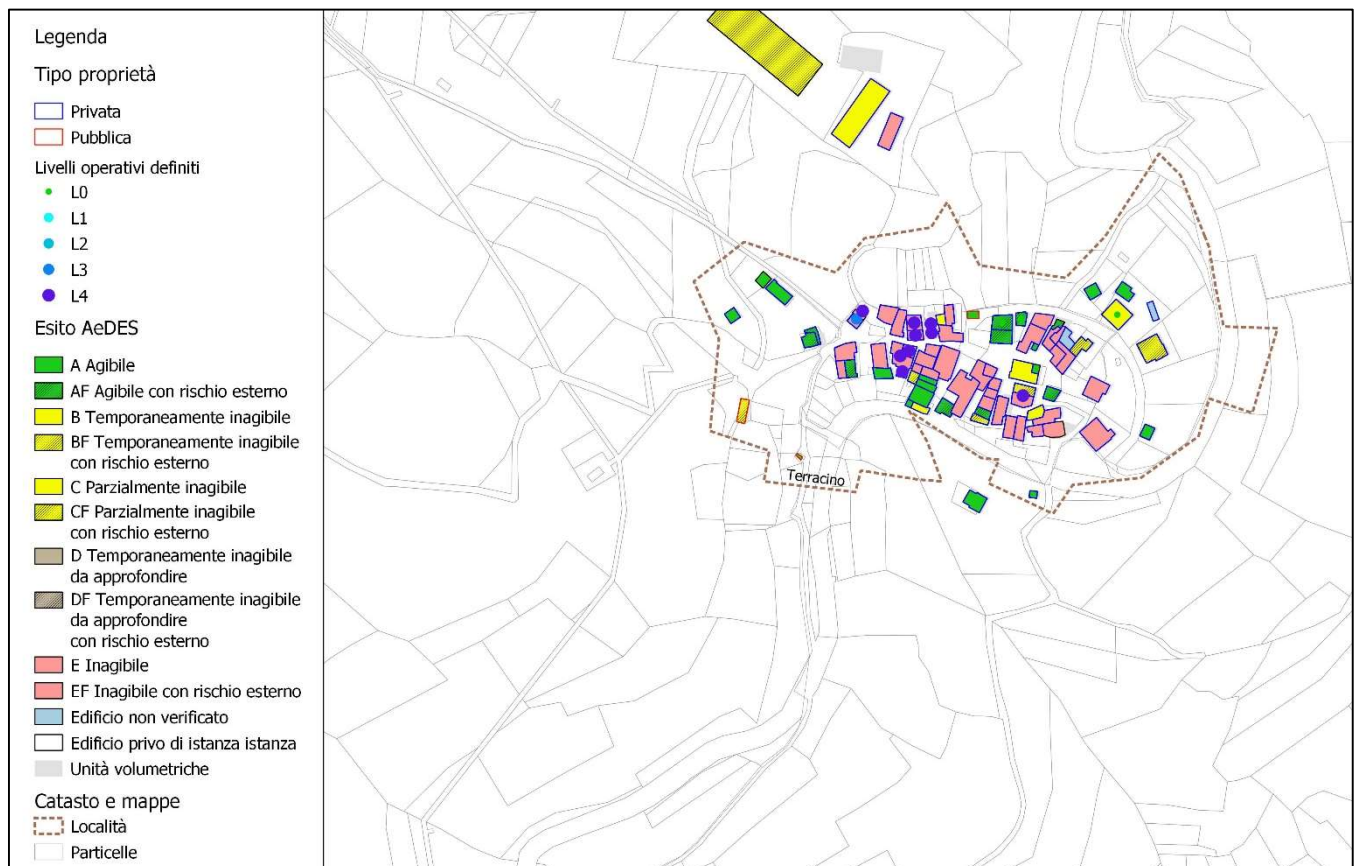 Legenda
Tipo proprietà
Privata
Pubblica
Livelli operativi definiti
L0
L1
L2
L3
L4
Esito AeDES
A Agibile
AF Agibile con rischio esterno
B Temporaneamente inagibile
BF Temporaneamente inagibile
con rischio esterno
C Parzialmente inagibile
CF Parzialmente inagibile
con rischio esterno
D Temporaneamente inagibile
da approfondire
DF Temporaneamente inagibile
da approfondire
con rischio esterno
E Inagibile
EF Inagibile con rischio esterno
Edificio non verificato
Edificio privo di istanza istanza
Unità volumetriche
Catasto e mappe
Località
Particelle
Terracino